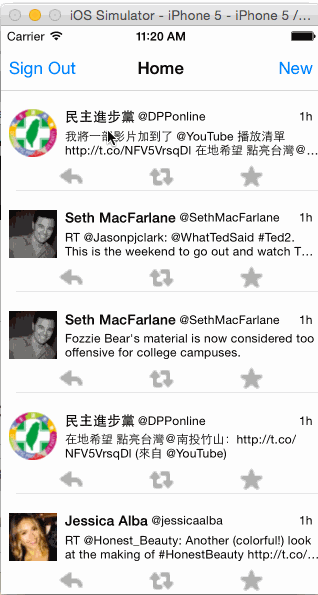 iOS Simulator - iPhone 5 - iPhone 5 /...
Carrier 11:20 AM
Sign Out Home New
民主進步黨 @DPPonline 1h
我將一部影片加到了 @YouTube 播放清單
http://t.co/NFV5VrsqDl 在地希望 點亮台灣@...
Seth MacFarlane @SethMacFarlane 1h
RT @Jasonpjclark: @WhatTedSaid #Ted2.
This is the weekend to go out and watch T...
Seth MacFarlane @SethMacFarlane 1h
Fozzie Bear's material is now considered too
offensive for college campuses.
民主進步黨 @DPPonline 1h
在地希望 點亮台灣@南投竹山： http://t.co/
NFV5VrsqDl (來自 @YouTube)
Jessica Alba @jessicaalba 1h
RT @Honest_Beauty: Another (colorful!) look
at the making of #HonestBeauty http://t.co/...